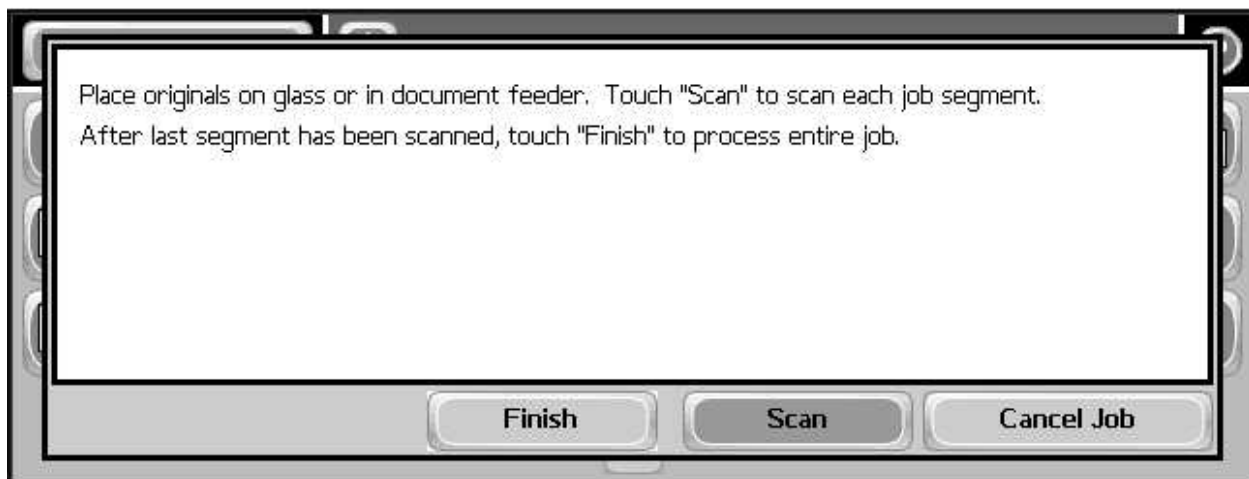 Place originals on glass or in document feeder.  Touch "Scan" to scan each job segment.
After last segment has been scanned, touch "Finish" to process entire job.
Finish
Scan
Cancel Job